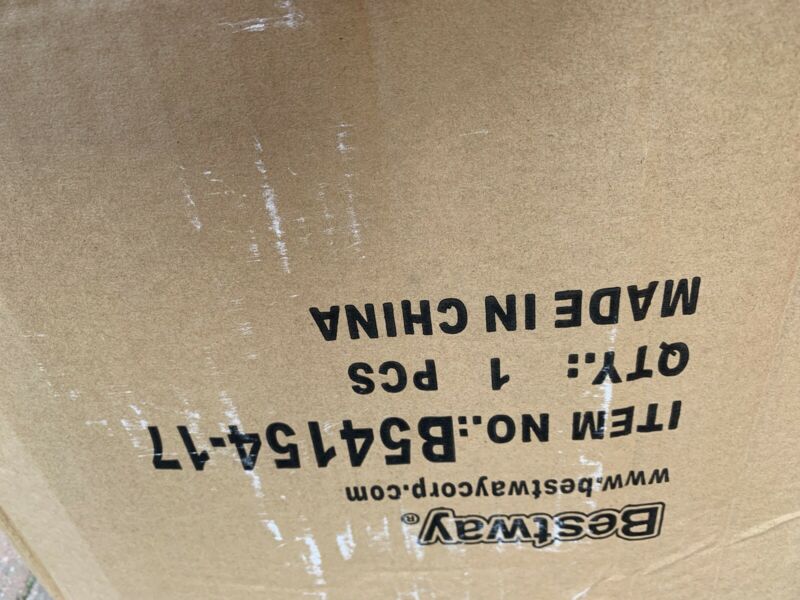 Bestway®
www.bestwaycorp.com
ITEM NO.:B54154-17
QTY.: 1 PCS
MADE IN CHINA